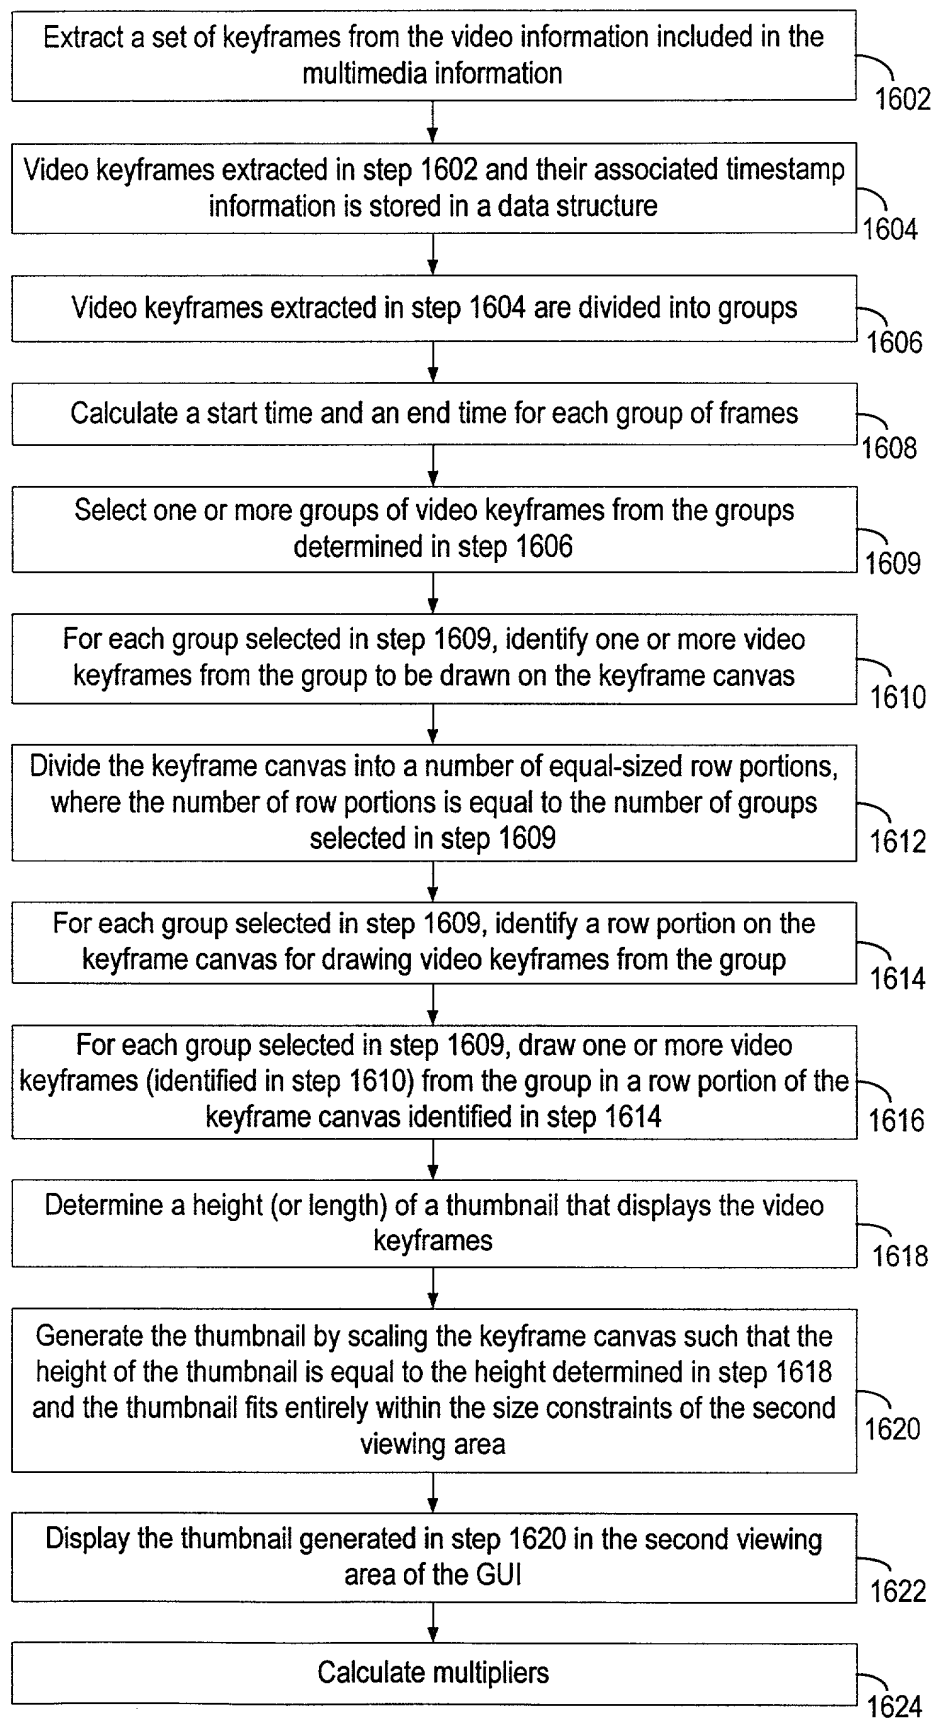 Extract a set of keyframes from the video information included in the
multimedia information
1602
Video keyframes extracted in step 1602 and their associated timestamp
information is stored in a data structure
1604
Video keyframes extracted in step 1604 are divided into groups
1606
Calculate a start time and an end time for each group of frames
1608
Select one or more groups of video keyframes from the groups
determined in step 1606
1609
For each group selected in step 1609, identify one or more video
keyframes from the group to be drawn on the keyframe canvas
1610
Divide the keyframe canvas into a number of equal-sized row portions,
where the number of row portions is equal to the number of groups
selected in step 1609
1612
For each group selected in step 1609, identify a row portion on the
keyframe canvas for drawing video keyframes from the group
1614
For each group selected in step 1609, draw one or more video
keyframes (identified in step 1610) from the group in a row portion of the
keyframe canvas identified in step 1614
1616
Determine a height (or length) of a thumbnail that displays the video
keyframes
1618
Generate the thumbnail by scaling the keyframe canvas such that the
height of the thumbnail is equal to the height determined in step 1618
and the thumbnail fits entirely within the size constraints of the second
viewing area
1620
Display the thumbnail generated in step 1620 in the second viewing
area of the GUI
1622
Calculate multipliers
1624